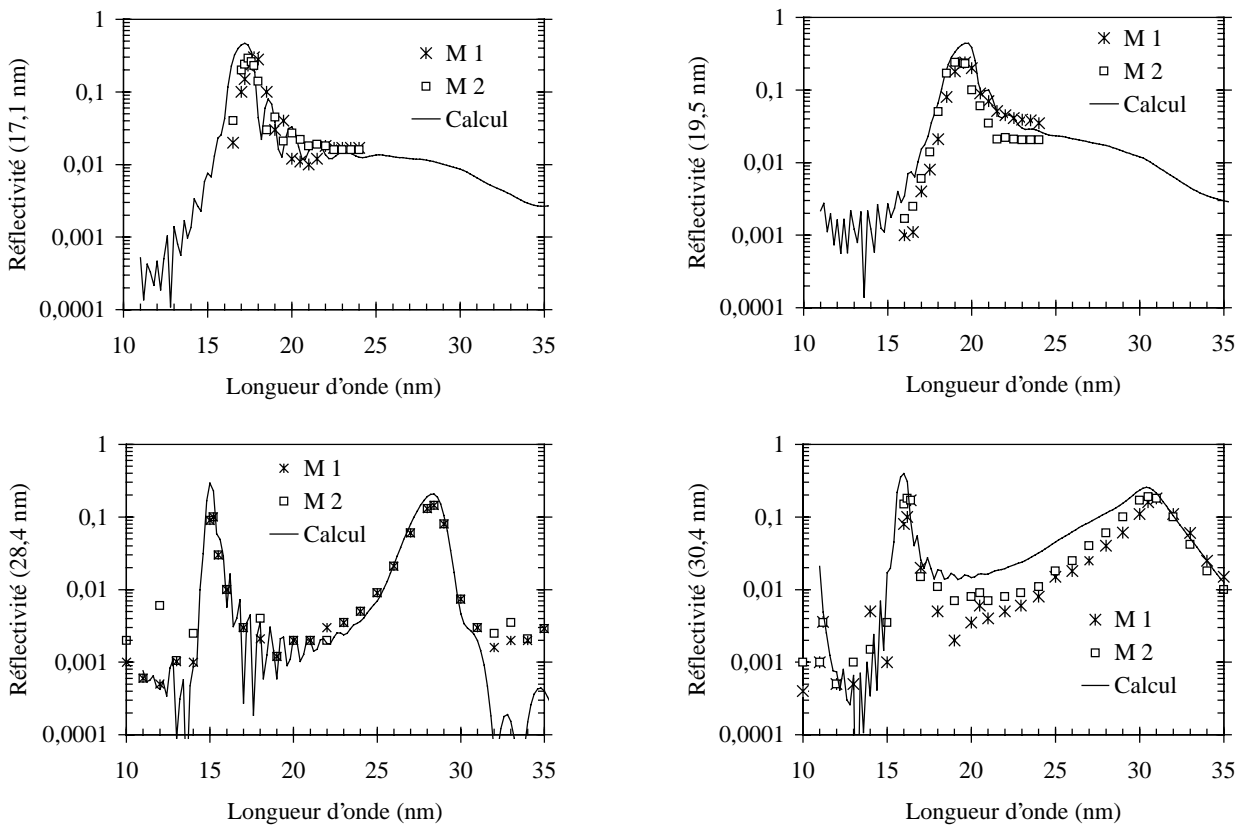 Réflectivité (17,1 nm)
1
0,1
0,01
0,001
0,0001
M 1
M 2
Calcul
10 15 20 25 30 35
Longueur d'onde (nm)
Réflectivité (19,5 nm)
1
0,1
0,01
0,001
0,0001
M 1
M 2
Calcul
10 15 20 25 30 35
Longueur d'onde (nm)
Réflectivité (28,4 nm)
1
0,1
0,01
0,001
0,0001
M 1
M 2
Calcul
10 15 20 25 30 35
Longueur d'onde (nm)
Réflectivité (30,4 nm)
1
0,1
0,01
0,001
0,0001
M 1
M 2
Calcul
10 15 20 25 30 35
Longueur d'onde (nm)